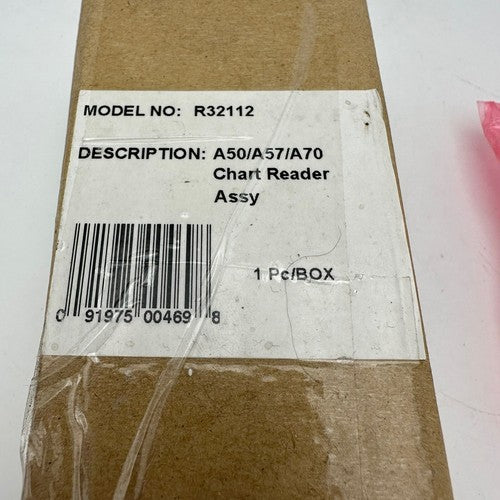 MODEL NO: R32112
DESCRIPTION: A50/A57/A70
Chart Reader
Assy
1 Pc/BOX
0 91975 00469 8